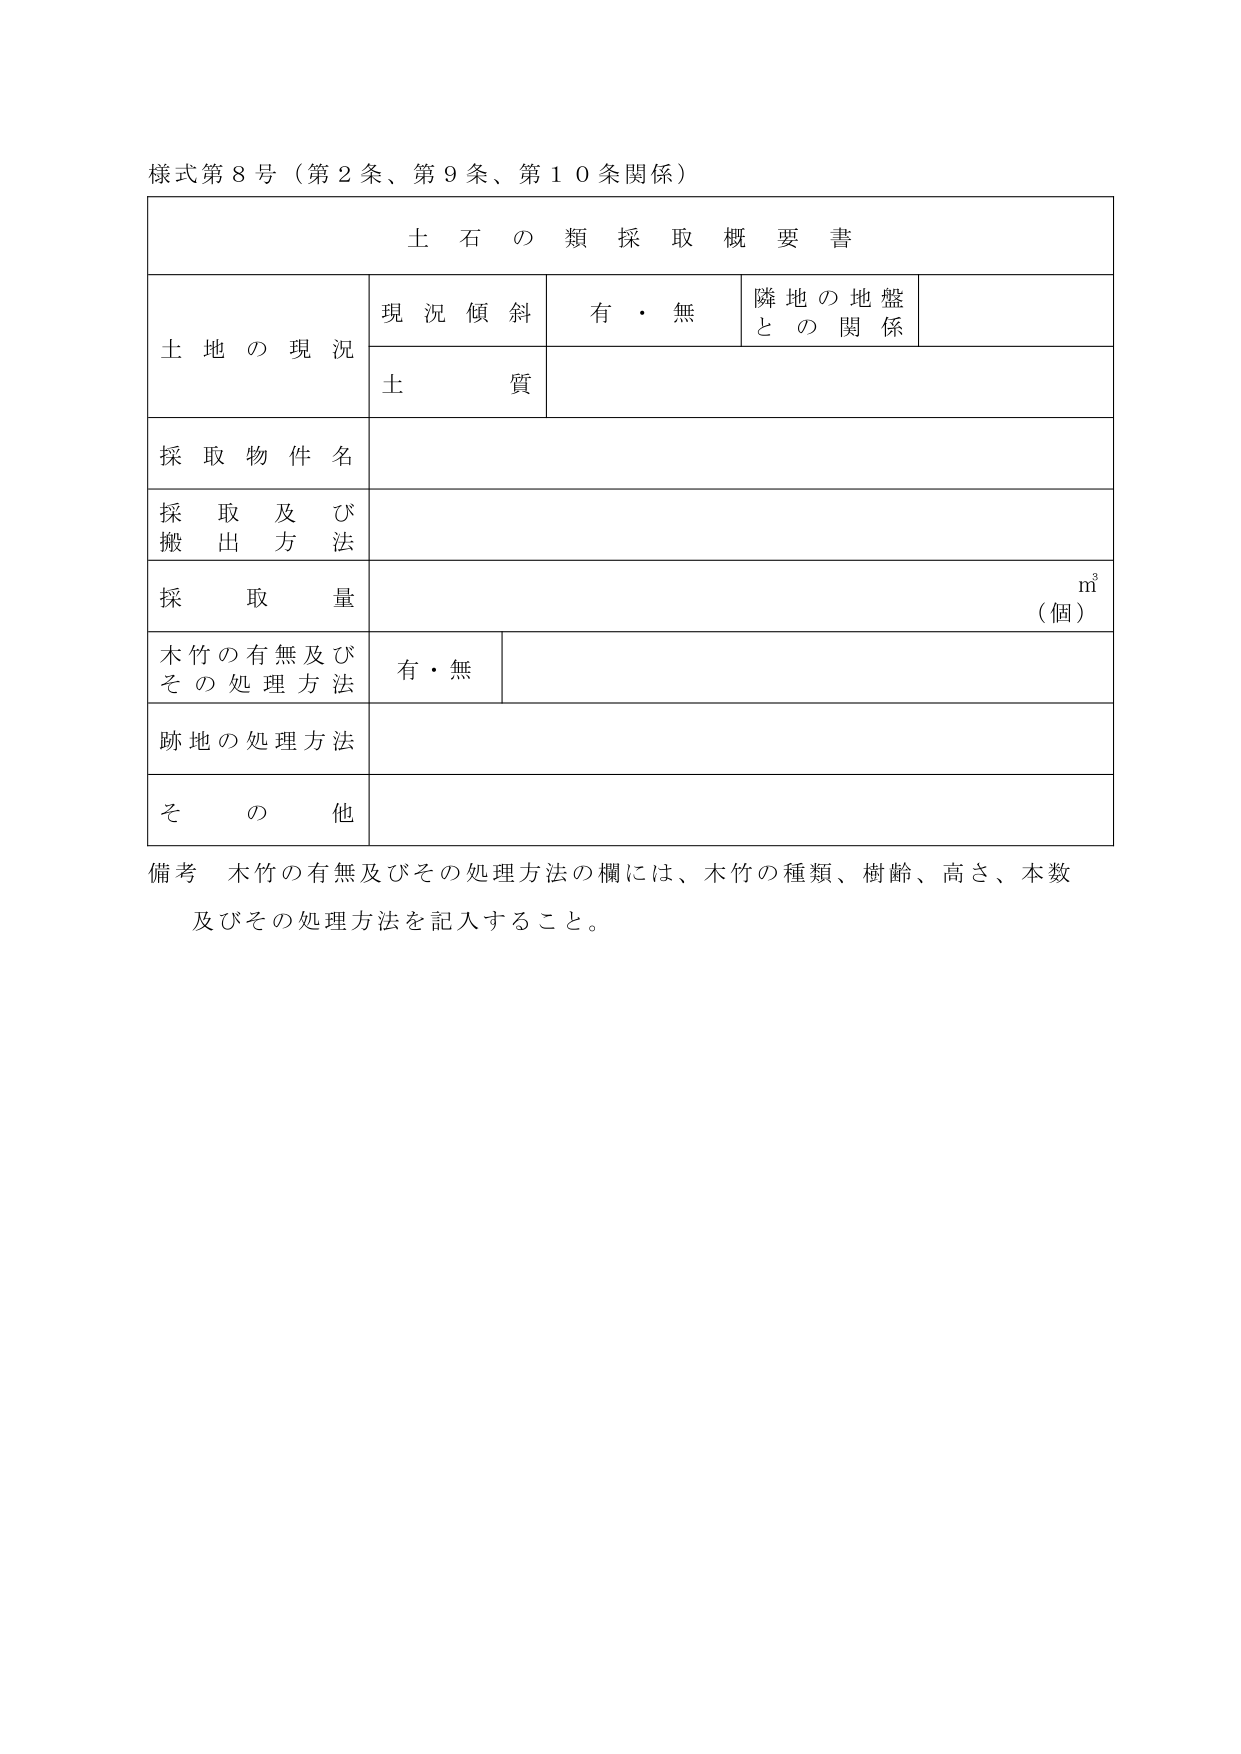 様式第８号（第２条、第９条、第１０条関係）
土石の類採取概要書
土地の現況
現況傾斜
有・無
隣地の地盤
との関係
土質
採取物件名
採取及び
搬出方法
採取量
㎥
（個）
木竹の有無及び
その処理方法
有・無
跡地の処理方法
その他
備考　木竹の有無及びその処理方法の欄には、木竹の種類、樹齢、高さ、本数
及びその処理方法を記入すること。